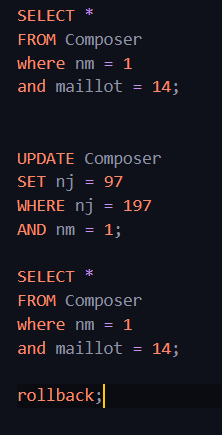 SELECT *
FROM Composer
where nm = 1
and maillot = 14;
UPDATE Composer
SET nj = 97
WHERE nj = 197
AND nm = 1;
SELECT *
FROM Composer
where nm = 1
and maillot = 14;
rollback;